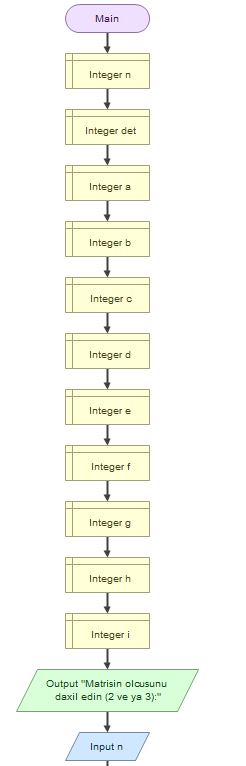 Main
Integer n
Integer det
Integer a
Integer b
Integer c
Integer d
Integer e
Integer f
Integer g
Integer h
Integer i
Output "Matrisin olcusunu
daxil edin (2 ve ya 3):"
Input n